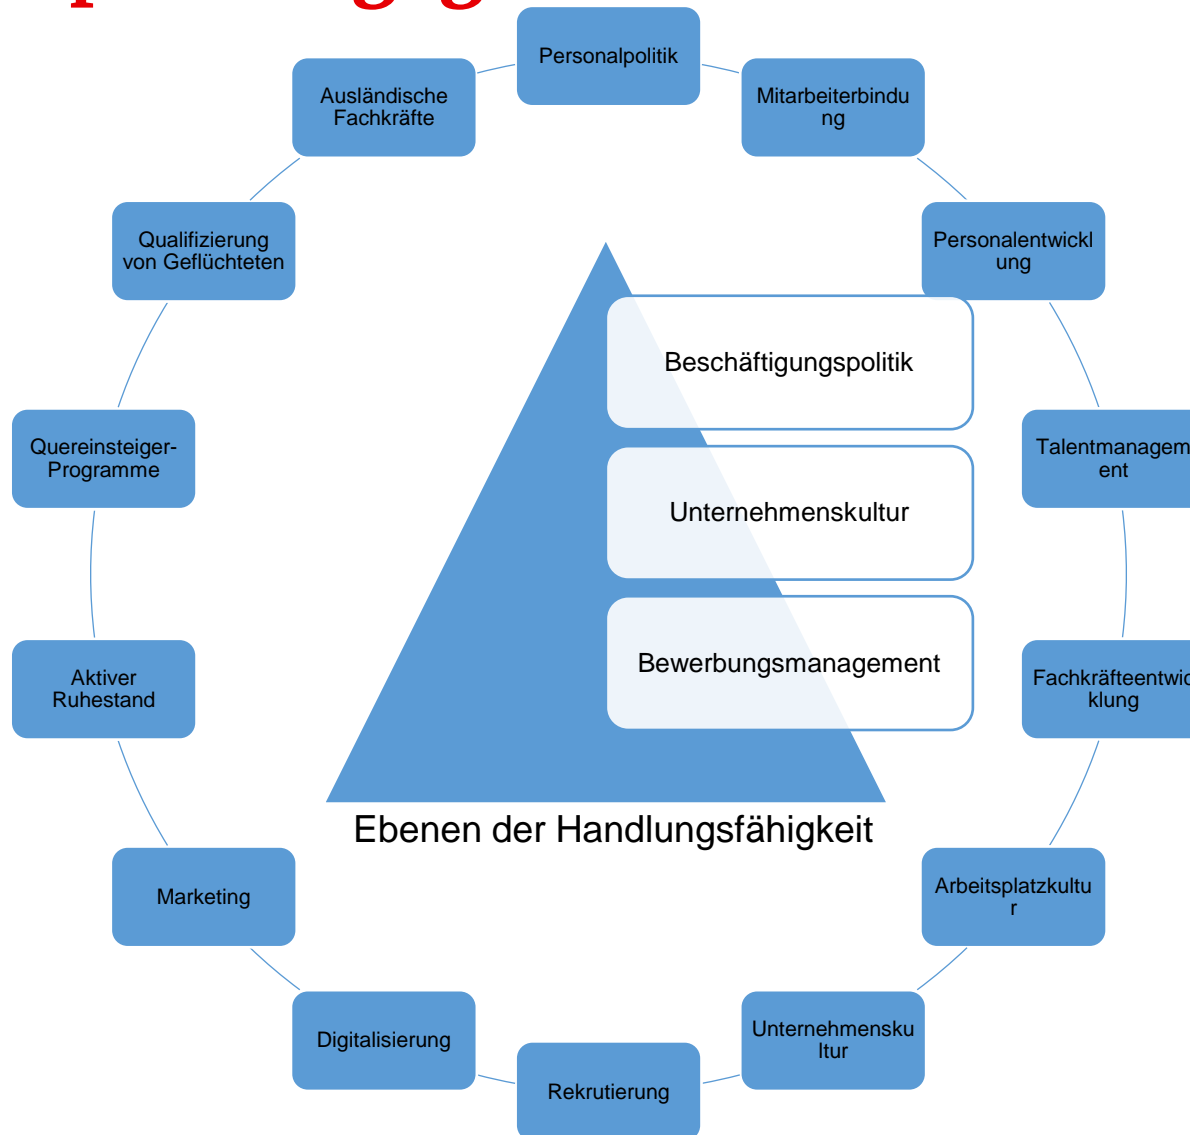 Personalpolitik
Mitarbeiterbindu
ng
Personalentwickl
ung
Talentmanagem
ent
Fachkräfteentwic
klung
Arbeitsplatzkultu
r
Unternehmensku
ltur
Rekrutierung
Digitalisierung
Marketing
Aktiver
Ruhestand
Quereinsteiger-
Programme
Qualifizierung
von Geflüchteten
Ausländische
Fachkräfte
Beschäftigungspolitik
Unternehmenskultur
Bewerbungsmanagement
Ebenen der Handlungsfähigkeit